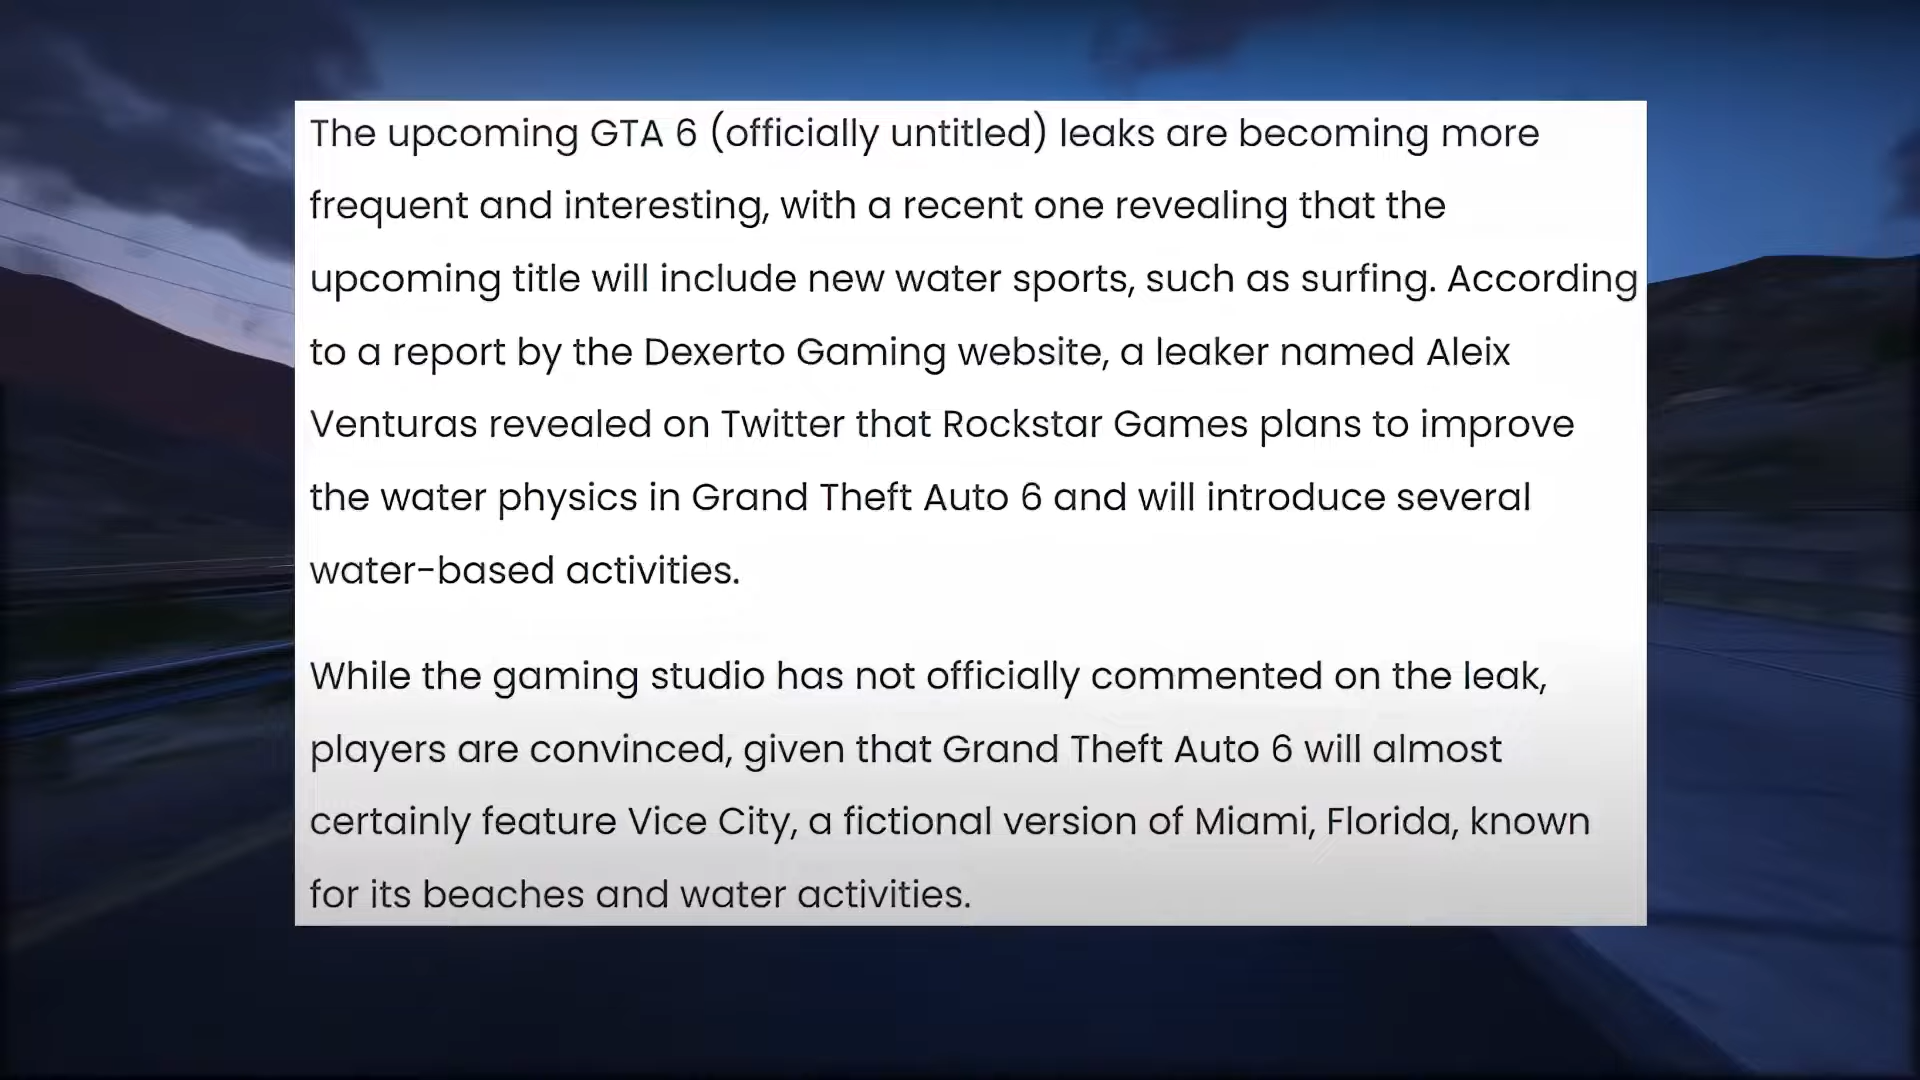 The upcoming GTA 6 (officially untitled) leaks are becoming more
frequent and interesting, with a recent one revealing that the
upcoming title will include new water sports, such as surfing. According
to a report by the Dexerto Gaming website, a leaker named Aleix
Venturas revealed on Twitter that Rockstar Games plans to improve
the water physics in Grand Theft Auto 6 and will introduce several
water-based activities.
While the gaming studio has not officially commented on the leak,
players are convinced, given that Grand Theft Auto 6 will almost
certainly feature Vice City, a fictional version of Miami, Florida, known
for its beaches and water activities.